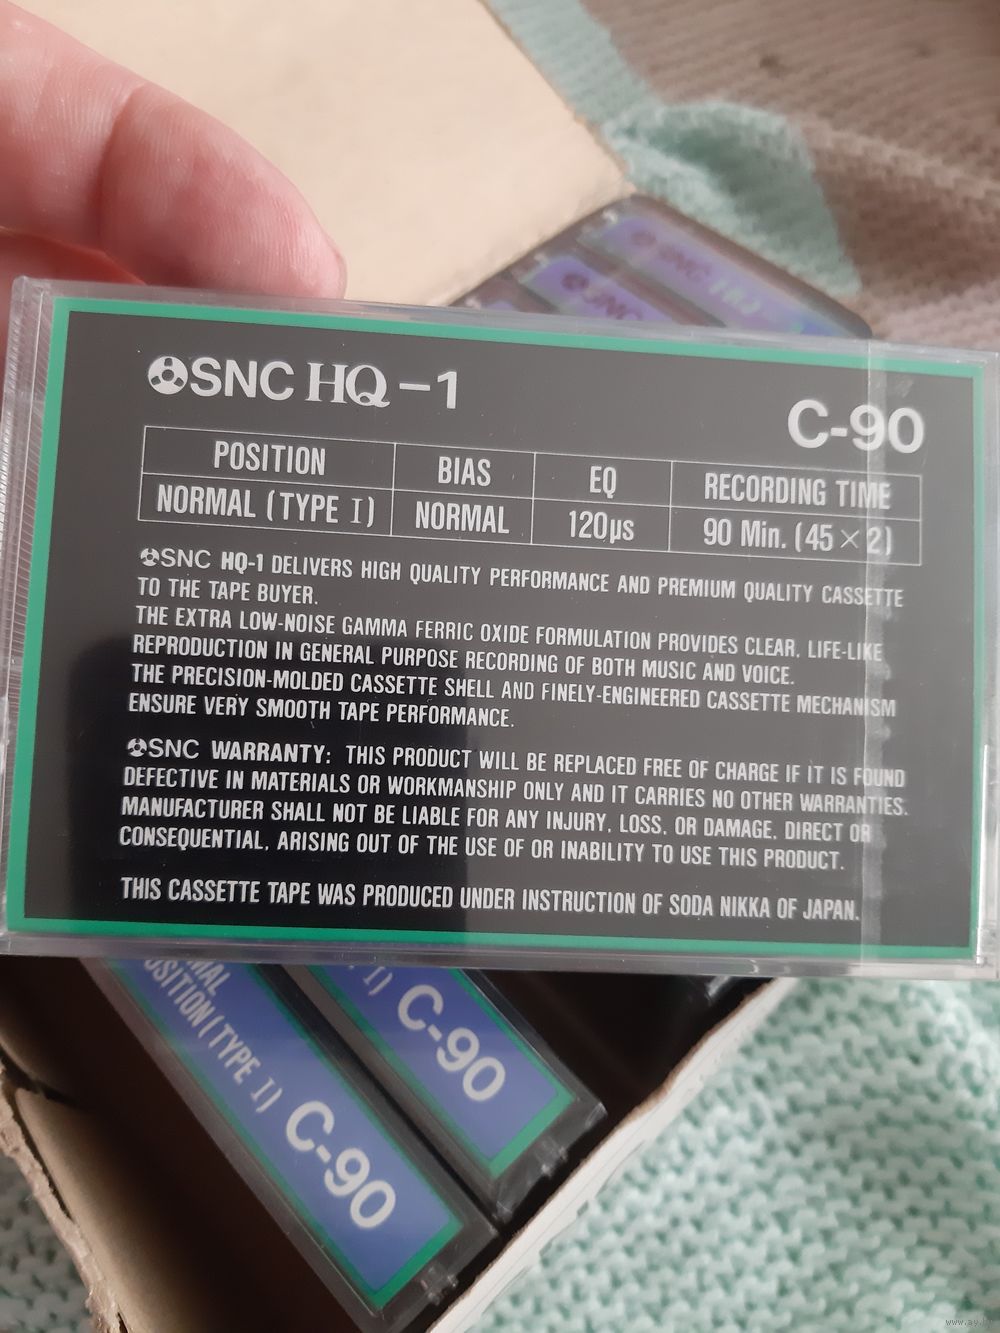 SNC HQ
SNC
SNC HQ-1
C-90
POSITION BIAS EQ RECORDING TIME
NORMAL (TYPE I) NORMAL 120µs 90 Min. (45×2)
SNC HQ-1 DELIVERS HIGH QUALITY PERFORMANCE AND PREMIUM QUALITY CASSETTE
TO THE TAPE BUYER.
THE EXTRA LOW-NOISE GAMMA FERRIC OXIDE FORMULATION PROVIDES CLEAR, LIFE-LIKE
REPRODUCTION IN GENERAL PURPOSE RECORDING OF BOTH MUSIC AND VOICE.
THE PRECISION-MOLDED CASSETTE SHELL AND FINELY-ENGINEERED CASSETTE MECHANISM
ENSURE VERY SMOOTH TAPE PERFORMANCE.
SNC WARRANTY: THIS PRODUCT WILL BE REPLACED FREE OF CHARGE IF IT IS FOUND
DEFECTIVE IN MATERIALS OR WORKMANSHIP ONLY AND IT CARRIES NO OTHER WARRANTIES.
MANUFACTURER SHALL NOT BE LIABLE FOR ANY INJURY, LOSS, OR DAMAGE, DIRECT OR
CONSEQUENTIAL, ARISING OUT OF THE USE OF OR INABILITY TO USE THIS PRODUCT.
THIS CASSETTE TAPE WAS PRODUCED UNDER INSTRUCTION OF SODA NIKKA OF JAPAN.
I) C-90
POSITION (TYPE I) C-90